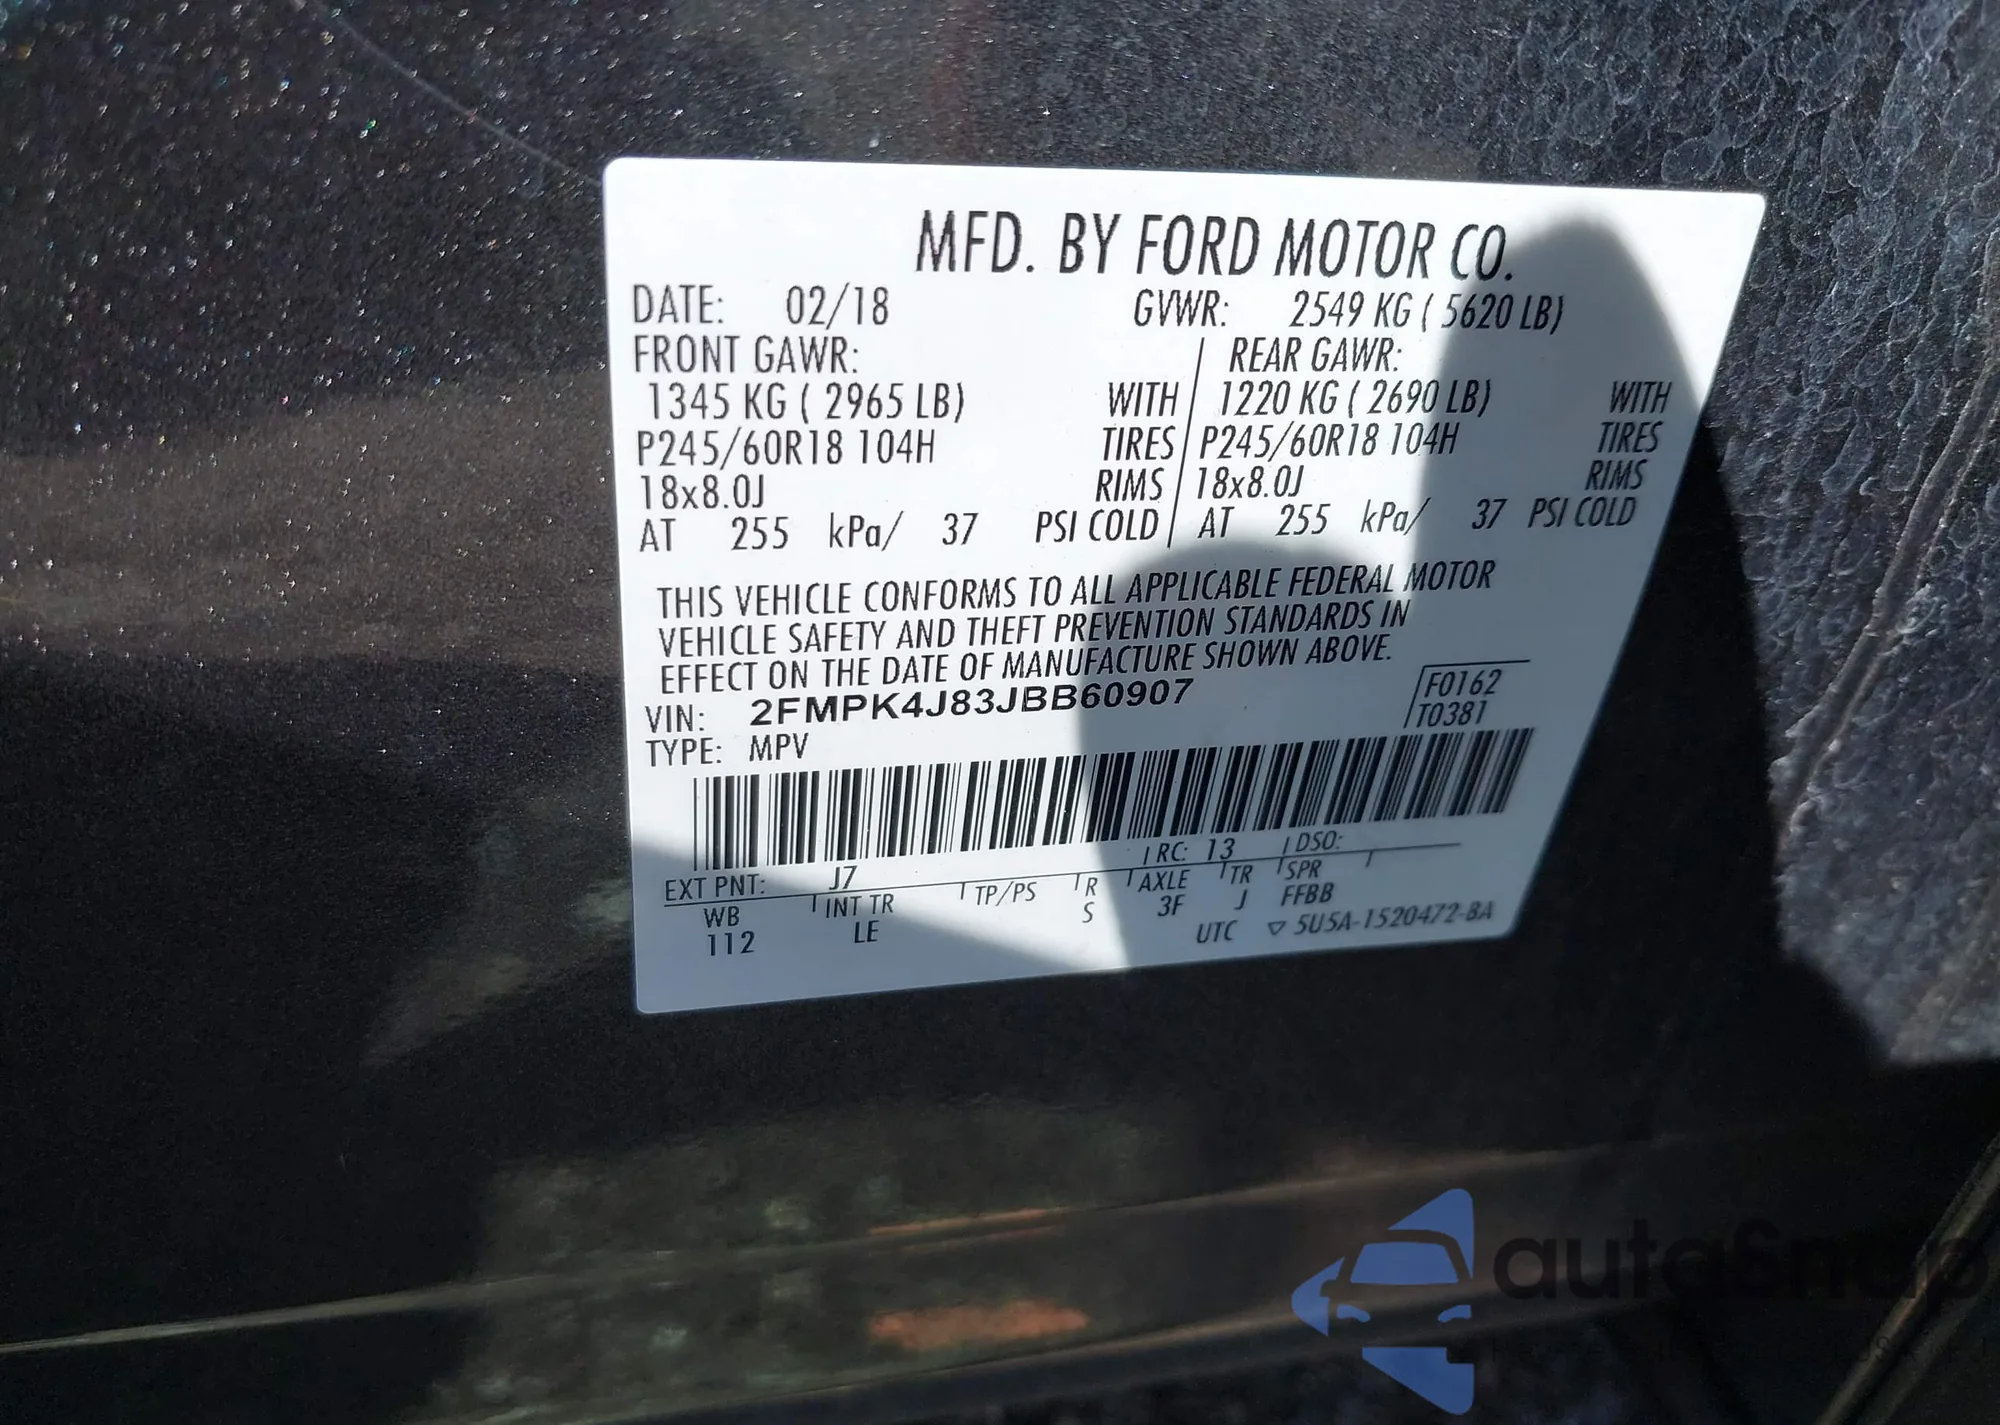 MFD. BY FORD MOTOR CO.
DATE: 02/18 GVWR: 2549 KG ( 5620 LB)
FRONT GAWR: REAR GAWR:
1345 KG ( 2965 LB) WITH 1220 KG ( 2690 LB) WITH
P245/60R18 104H TIRES P245/60R18 104H TIRES
18x8.0J RIMS 18x8.0J RIMS
AT 255 kPa/ 37 PSI COLD AT 255 kPa/ 37 PSI COLD
THIS VEHICLE CONFORMS TO ALL APPLICABLE FEDERAL MOTOR
VEHICLE SAFETY AND THEFT PREVENTION STANDARDS IN
EFFECT ON THE DATE OF MANUFACTURE SHOWN ABOVE.
VIN: 2FMPK4J83JBB60907 F0162
TYPE: MPV T0381
EXT PNT: J7 RC: 13 DSO:
WB INT TR TP/PS R AXLE TR SPR
112 LE S 3F J FFBB
UTC ▽ 5U5A-1520472-BA
autosnap